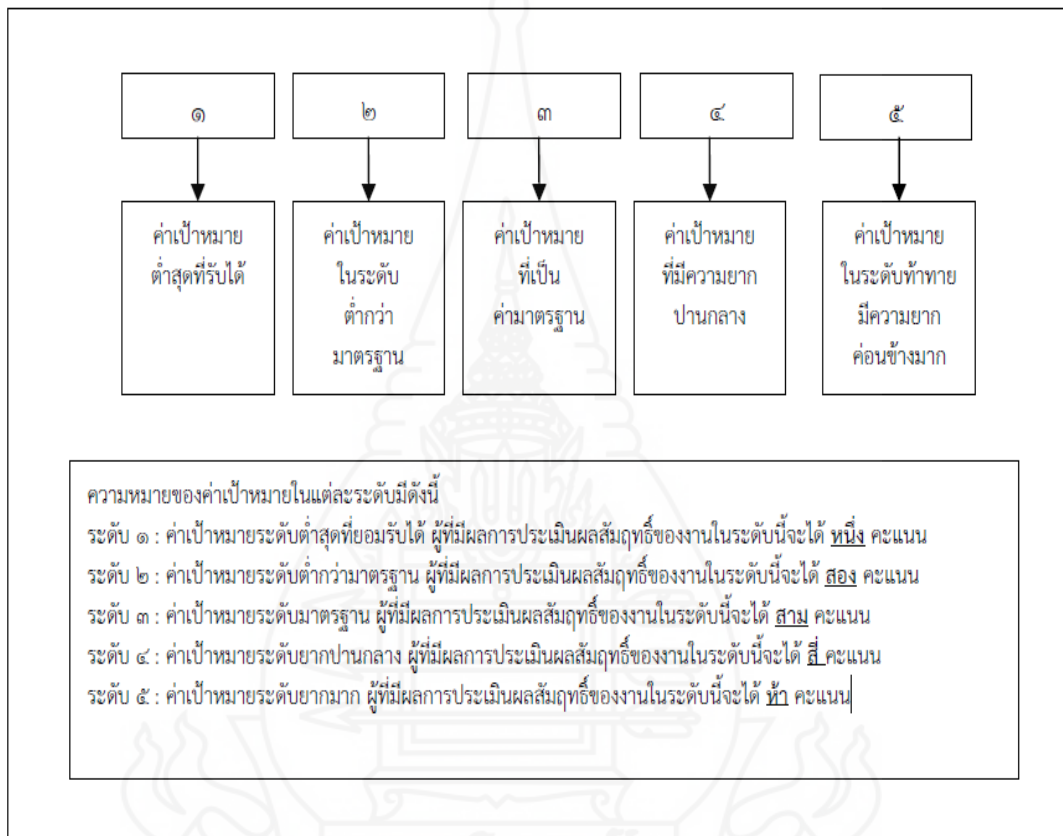 ๑
๒
๓
๔
๕
ค่าเป้าหมาย
ต่ำสุดที่รับได้
ค่าเป้าหมาย
ในระดับ
ต่ำกว่า
มาตรฐาน
ค่าเป้าหมาย
ที่เป็น
ค่ามาตรฐาน
ค่าเป้าหมาย
ที่มีความยาก
ปานกลาง
ค่าเป้าหมาย
ในระดับท้าทาย
มีความยาก
ค่อนข้างมาก
ความหมายของค่าเป้าหมายในแต่ละระดับมีดังนี้
ระดับ ๑ : ค่าเป้าหมายระดับต่ำสุดที่ยอมรับได้ ผู้ที่มีผลการประเมินผลสัมฤทธิ์ของงานในระดับนี้จะได้ หนึ่ง คะแนน
ระดับ ๒ : ค่าเป้าหมายระดับต่ำกว่ามาตรฐาน ผู้ที่มีผลการประเมินผลสัมฤทธิ์ของงานในระดับนี้จะได้ สอง คะแนน
ระดับ ๓ : ค่าเป้าหมายระดับมาตรฐาน ผู้ที่มีผลการประเมินผลสัมฤทธิ์ของงานในระดับนี้จะได้ สาม คะแนน
ระดับ ๔ : ค่าเป้าหมายระดับยากปานกลาง ผู้ที่มีผลการประเมินผลสัมฤทธิ์ของงานในระดับนี้จะได้ สี่ คะแนน
ระดับ ๕ : ค่าเป้าหมายระดับยากมาก ผู้ที่มีผลการประเมินผลสัมฤทธิ์ของงานในระดับนี้จะได้ ห้า คะแนน